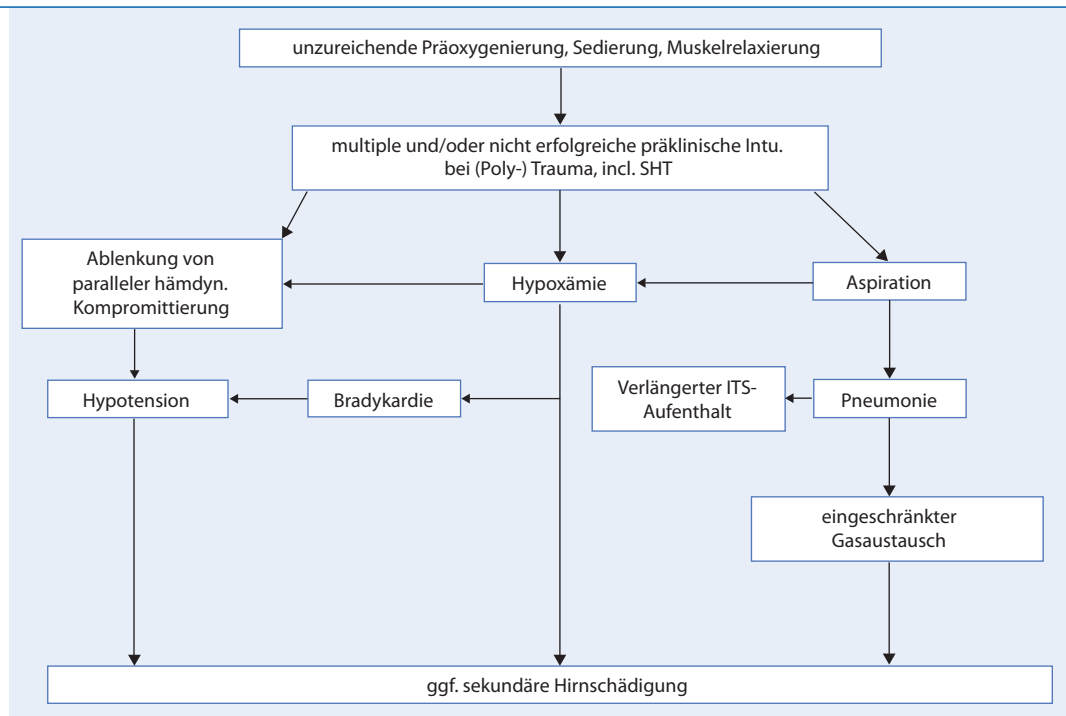 unzureichende Präoxygenierung, Sedierung, Muskelrelaxierung
multiple und/oder nicht erfolgreiche präklinische Intu.
bei (Poly-) Trauma, incl. SHT
Ablenkung von
paralleler hämdyn.
Kompromittierung
Hypoxämie
Aspiration
Hypotension
Bradykardie
Verlängerter ITS-
Aufenthalt
Pneumonie
eingeschränkter
Gasaustausch
ggf. sekundäre Hirnschädigung